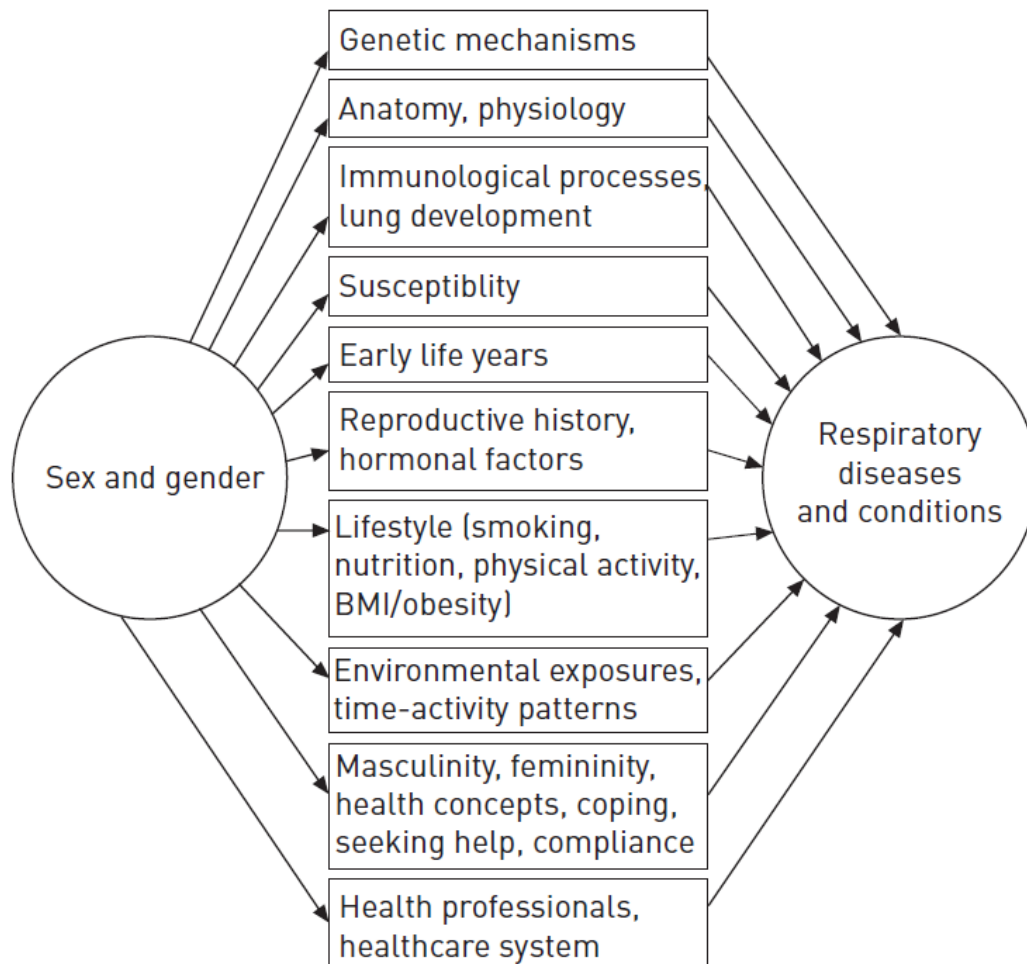 Genetic mechanisms
Anatomy, physiology
Immunological processes,
lung development
Susceptiblity
Early life years
Reproductive history,
hormonal factors
Sex and gender
Respiratory
diseases
and conditions
Lifestyle (smoking,
nutrition, physical activity,
BMI/obesity)
Environmental exposures,
time-activity patterns
Masculinity, femininity,
health concepts, coping,
seeking help, compliance
Health professionals,
healthcare system